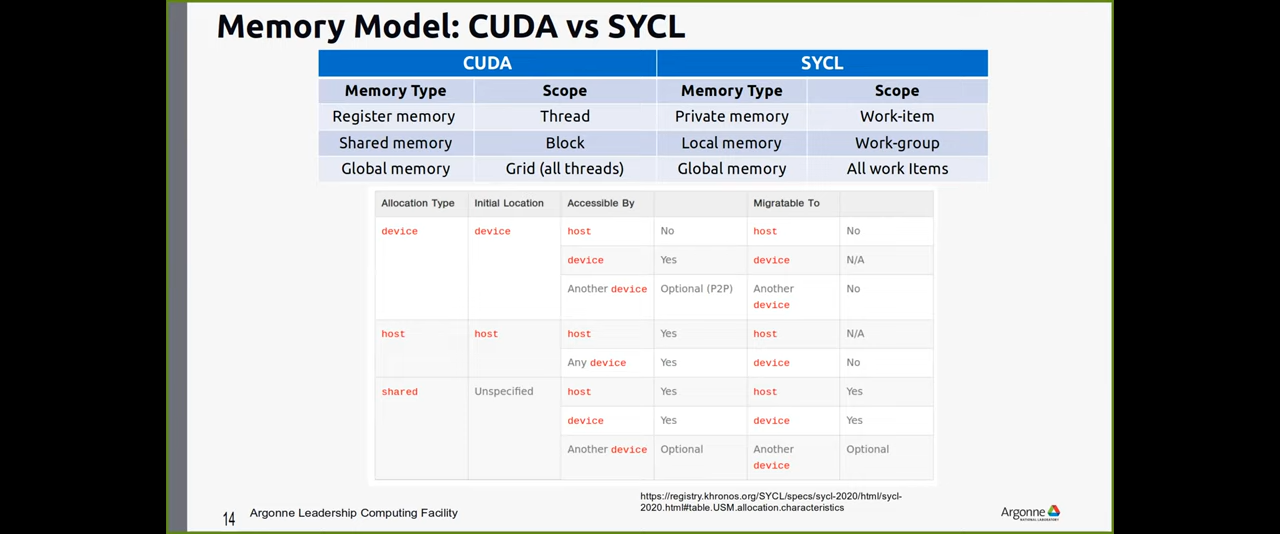 Memory Model: CUDA vs SYCL
CUDA SYCL
Memory Type Scope Memory Type Scope
Register memory Thread Private memory Work-item
Shared memory Block Local memory Work-group
Global memory Grid (all threads) Global memory All work Items
Allocation Type Initial Location Accessible By Migratable To
device device host No host No
device Yes device N/A
Another device Optional (P2P) Another device No
host host host Yes host N/A
Any device Yes device No
shared Unspecified host Yes host Yes
device Yes device Yes
Another device Optional Another device Optional
https://registry.khronos.org/SYCL/specs/sycl-2020/html/sycl-
2020.html#table.USM.allocation.characteristics
14 Argonne Leadership Computing Facility
Argonne
NATIONAL LABORATORY